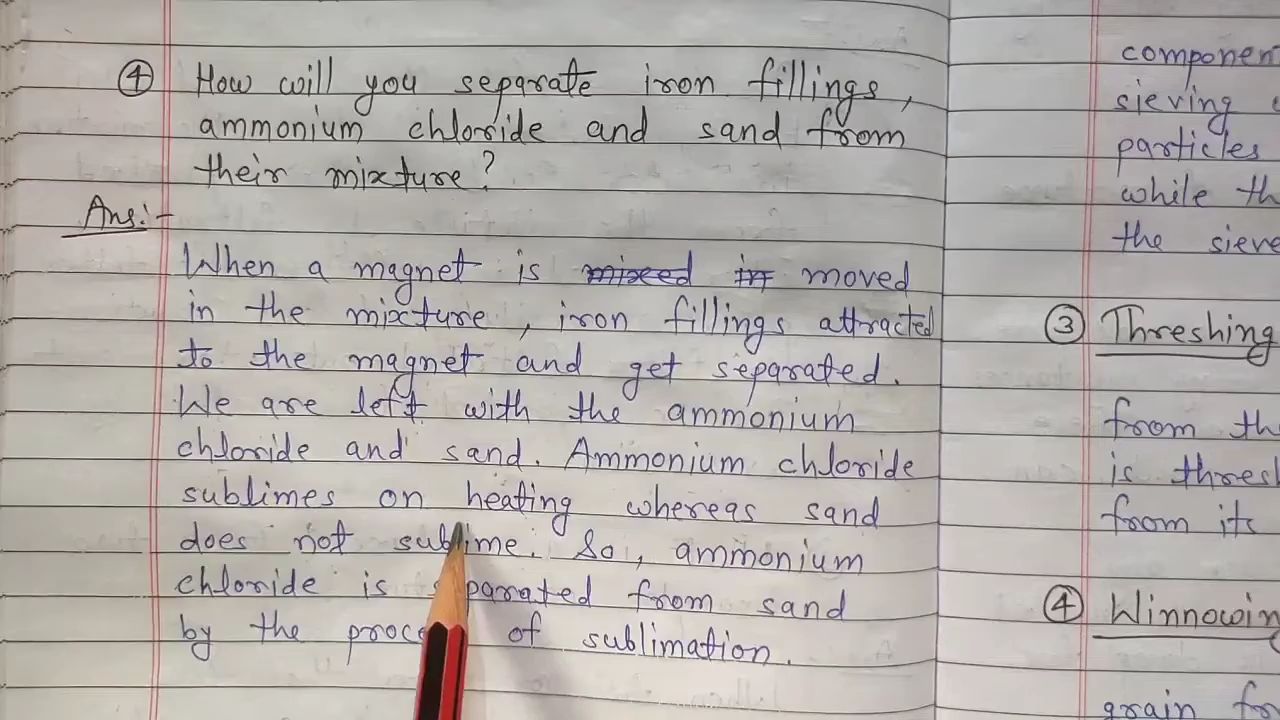 ④ How will you separate iron fillings,
ammonium chloride and sand from
their mixture?
Ans:-
When a magnet is mixed in moved
in the mixture, iron fillings attracted
to the magnet and get separated.
We are left with the ammonium
chloride and sand. Ammonium chloride
sublimes on heating whereas sand
does not sublime. So, ammonium
chloride is separated from sand
by the process of sublimation.
componen
sieving
particles
while th
the sieve
③ Threshing
from th
is thresh
from its
④ Winnowin
grain fr